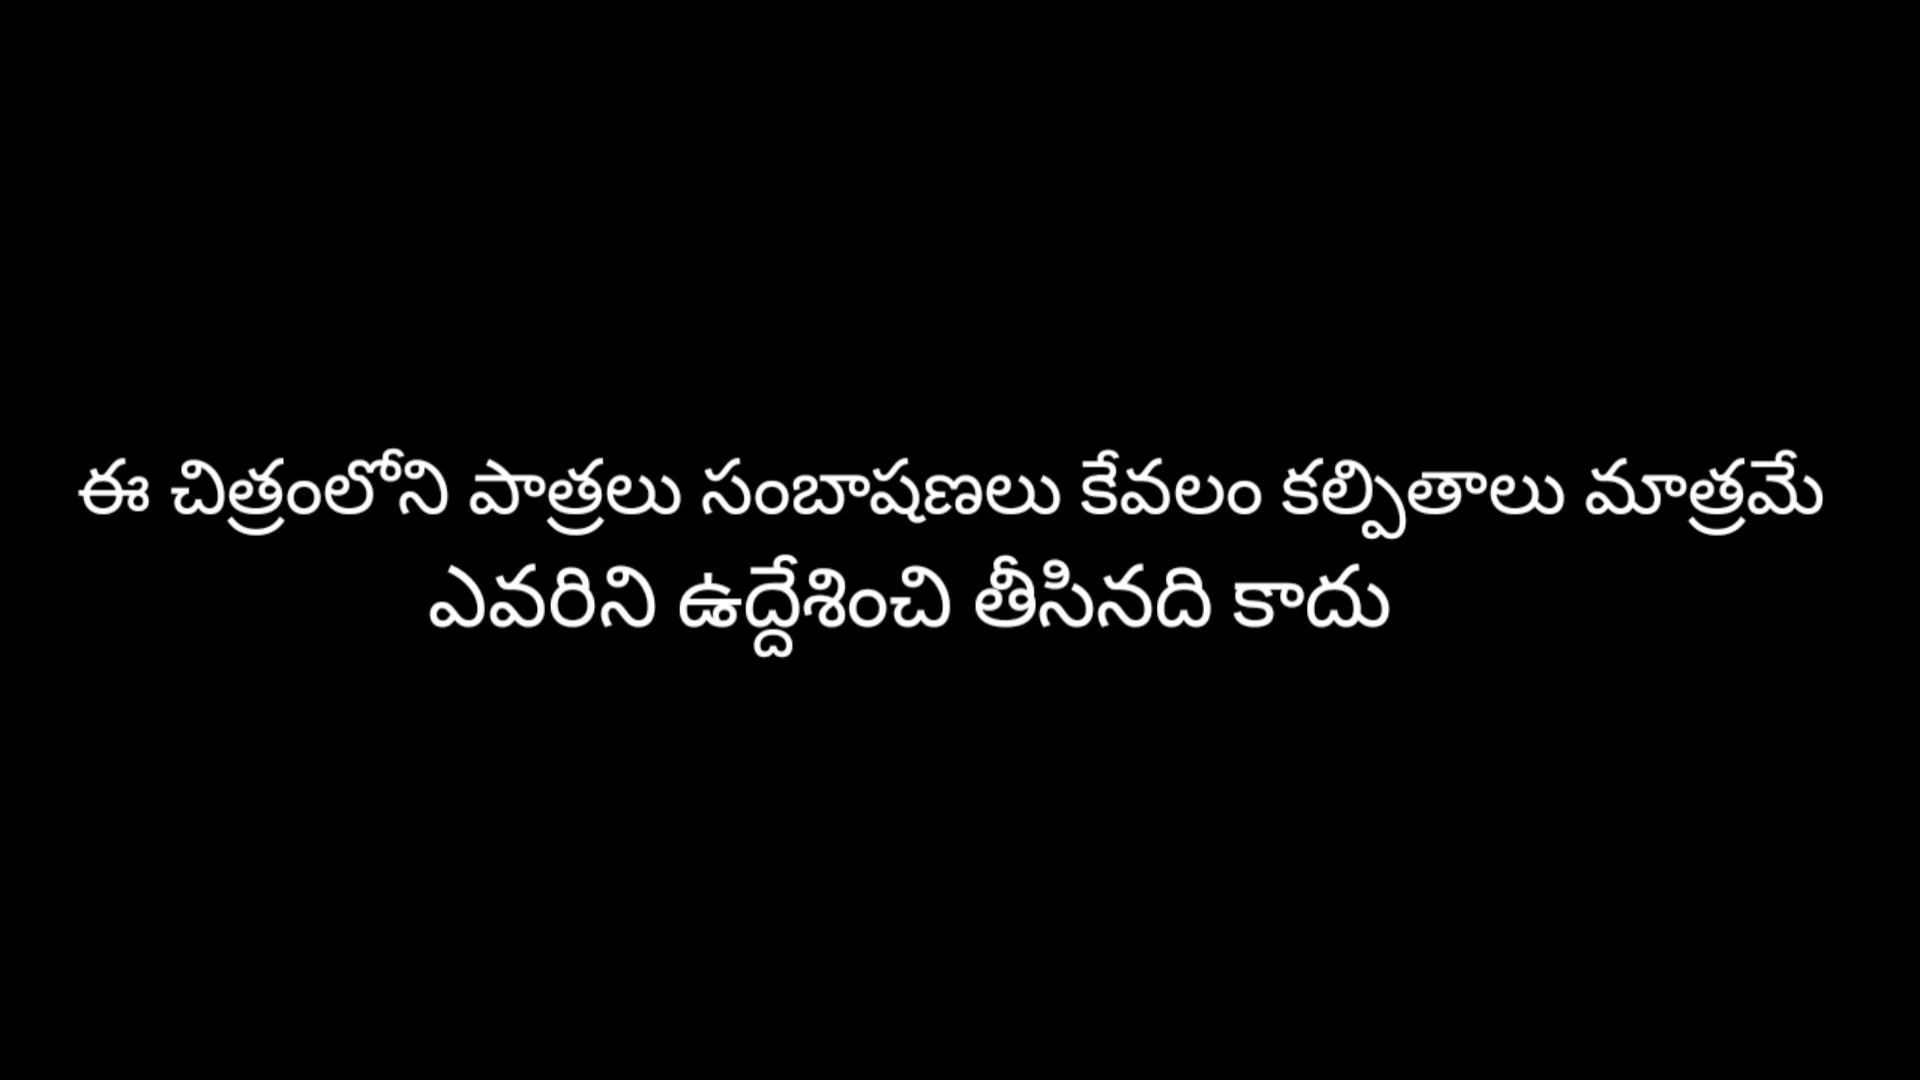 ఈ చిత్రంలోని పాత్రలు సంబాషణలు కేవలం కల్పితాలు మాత్రమే
ఎవరిని ఉద్దేశించి తీసినది కాదు